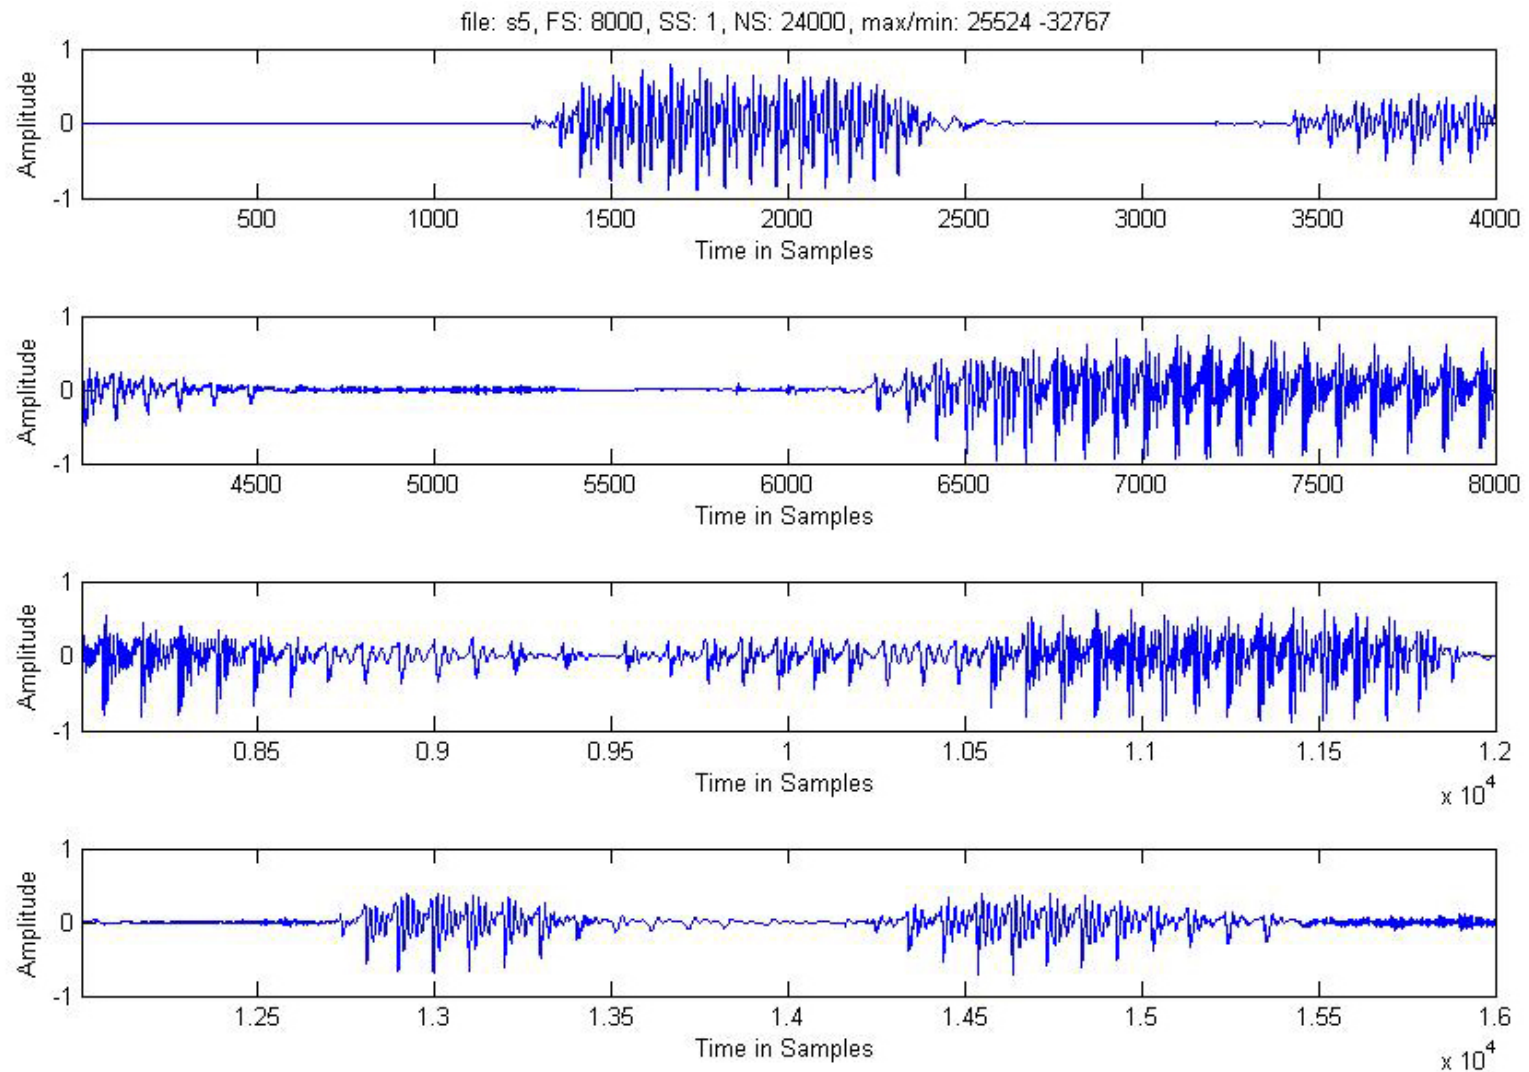 file: s5, FS: 8000, SS: 1, NS: 24000, max/min: 25524 -32767
1
0
-1
Amplitude
500 1000 1500 2000 2500 3000 3500 4000
Time in Samples
1
0
-1
Amplitude
4500 5000 5500 6000 6500 7000 7500 8000
Time in Samples
1
0
-1
Amplitude
0.85 0.9 0.95 1 1.05 1.1 1.15 1.2
Time in Samples
x 10^4
1
0
-1
Amplitude
1.25 1.3 1.35 1.4 1.45 1.5 1.55 1.6
Time in Samples
x 10^4